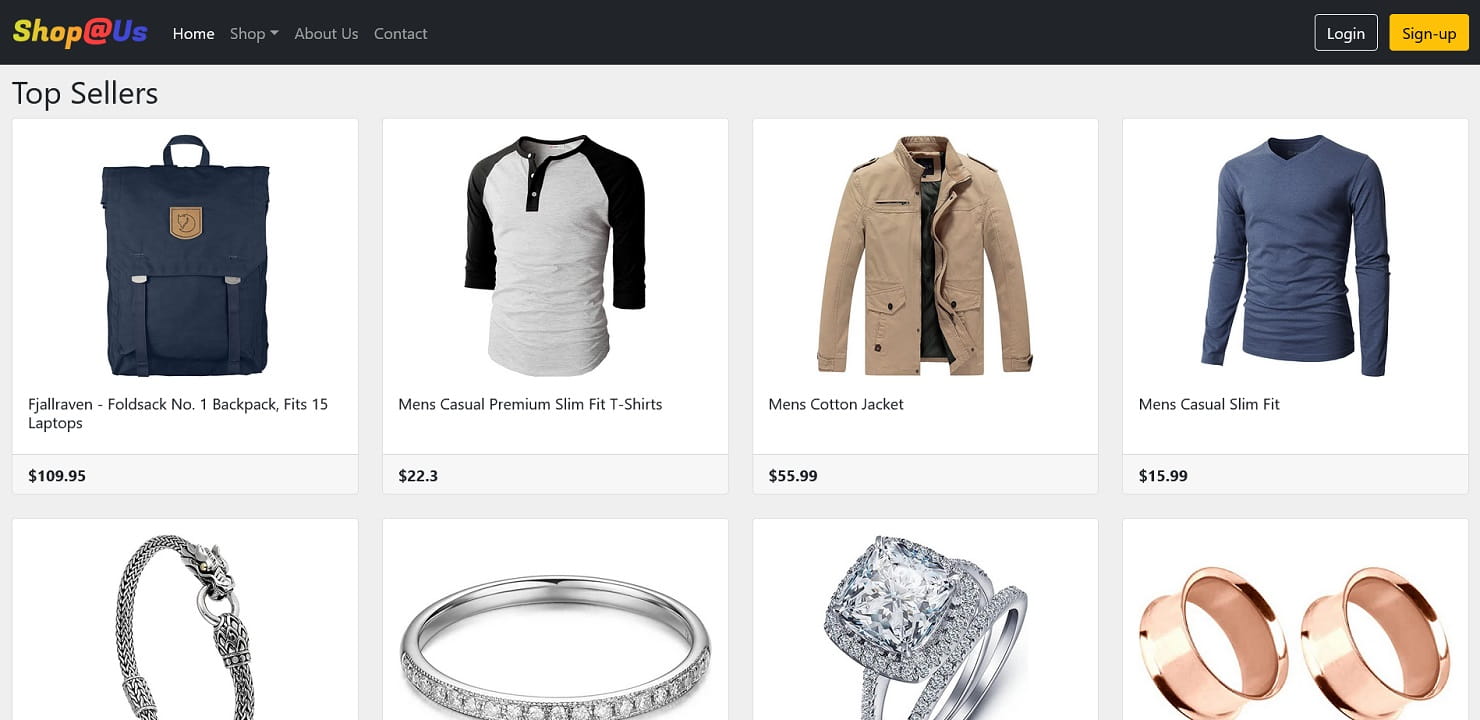 Shop@Us Home Shop About Us Contact Login Sign-up
Top Sellers
Fjallraven - Foldsack No. 1 Backpack, Fits 15
Laptops
Mens Casual Premium Slim Fit T-Shirts
Mens Cotton Jacket
Mens Casual Slim Fit
$109.95
$22.3
$55.99
$15.99